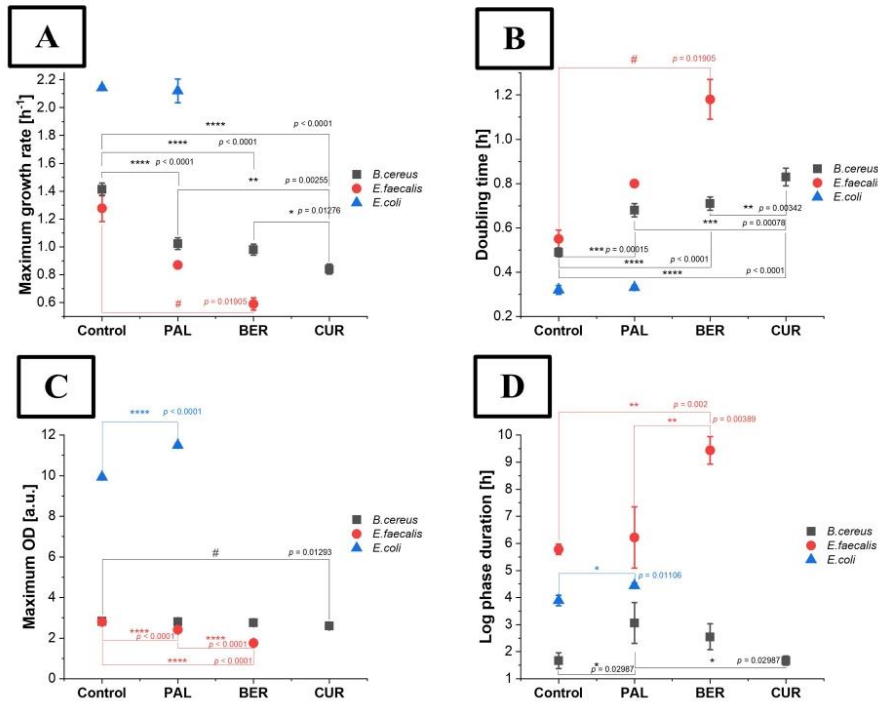 A
Maximum growth rate [h⁻¹]
2.2
2.0
1.8
1.6
1.4
1.2
1.0
0.8
0.6
**** p < 0.0001
**** p < 0.0001
**** p < 0.0001
** p = 0.00255
* p = 0.01276
# p = 0.01905
Control PAL BER CUR
B.cereus
E.faecalis
E.coli
B
Doubling time [h]
1.2
1.0
0.8
0.6
0.4
0.2
# p = 0.01905
** p = 0.00342
*** p = 0.00078
*** p = 0.00015
**** p < 0.0001
**** p < 0.0001
Control PAL BER CUR
B.cereus
E.faecalis
E.coli
C
Maximum OD [a.u.]
12
10
8
6
4
2
0
**** p < 0.0001
# p = 0.01293
**** p < 0.0001
**** p < 0.0001
**** p < 0.0001
Control PAL BER CUR
B.cereus
E.faecalis
E.coli
D
Log phase duration [h]
10
9
8
7
6
5
4
3
2
1
** p = 0.002
** p = 0.00389
* p = 0.01106
* p = 0.02987
* p = 0.02987
Control PAL BER CUR
B.cereus
E.faecalis
E.coli